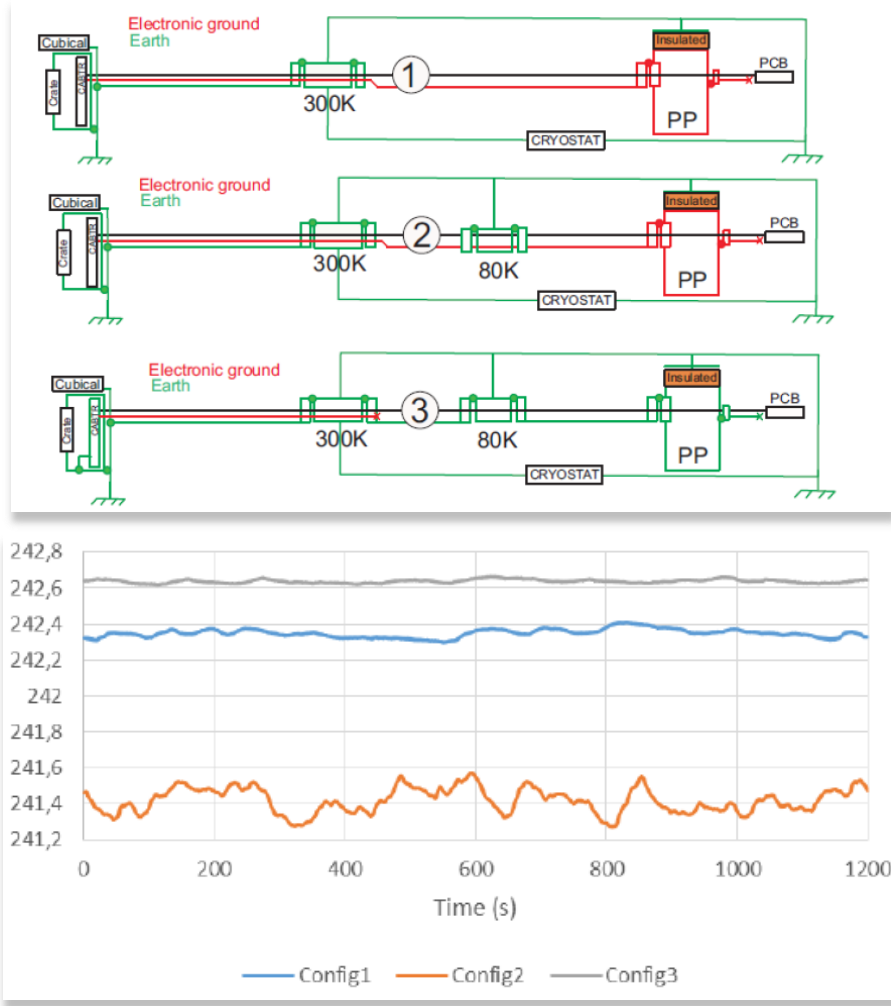 Electronic ground
Earth
Cubical
Crate
CABTR
300K
1
Insulated
PP
PCB
CRYOSTAT
Electronic ground
Earth
Cubical
Crate
CABTR
300K
2
80K
Insulated
PP
PCB
CRYOSTAT
Electronic ground
Earth
Cubical
Crate
CABTR
300K
3
80K
Insulated
PP
PCB
CRYOSTAT
242,8
242,6
242,4
242,2
242
241,8
241,6
241,4
241,2
0 200 400 600 800 1000 1200
Time (s)
Config1 Config2 Config3